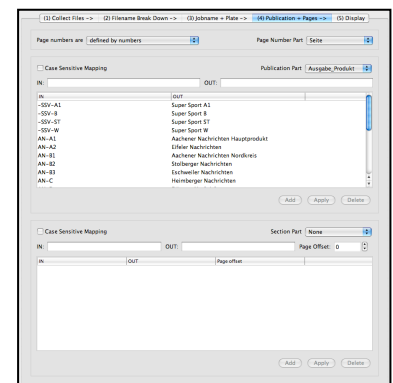 (1) Collect Files -> (2) Filename Break Down -> (3) Jobname + Plate -> (4) Publication + Pages -> (5) Display
Page numbers are defined by numbers Page Number Part Seite
Case Sensitive Mapping Publication Part Ausgabe_Produkt
IN: OUT:
IN OUT
-SSV-A1 Super Sport A1
-SSV-B Super Sport B
-SSV-ST Super Sport ST
-SSV-W Super Sport W
AN-A1 Aachener Nachrichten Hauptprodukt
AN-A2 Eifeler Nachrichten
AN-B1 Aachener Nachrichten Nordkreis
AN-B2 Stolberger Nachrichten
AN-B3 Eschweiler Nachrichten
AN-C Heimberger Nachrichten
Add Apply Delete
Case Sensitive Mapping Section Part None
IN: OUT: Page Offset: 0
IN OUT Page offset
Add Apply Delete